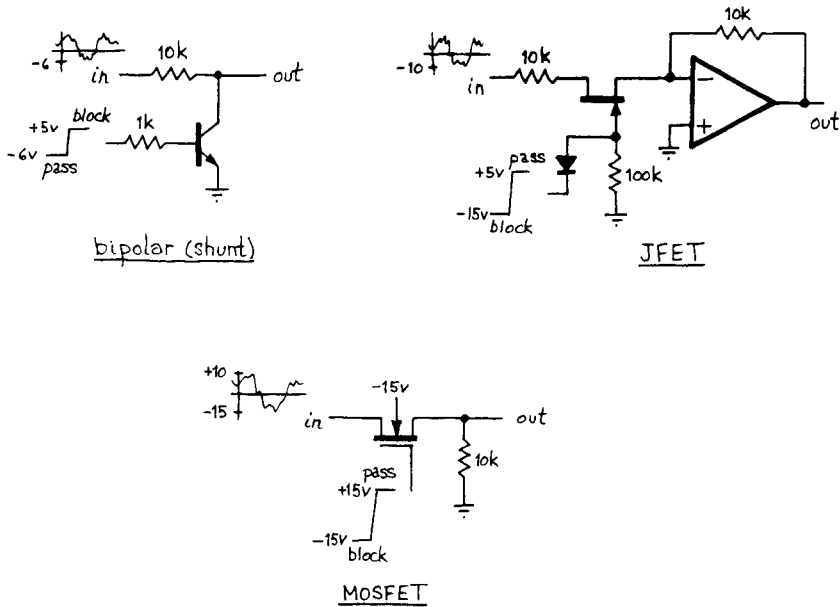 -6
in
10k
out
block
+5v
-6v
pass
1k
bipolar (shunt)
-10
in
10k
10k
−
+
out
pass
+5v
-15v
block
100k
JFET
+10
-15
in
-15v
out
10k
pass
+15v
-15v
block
MOSFET